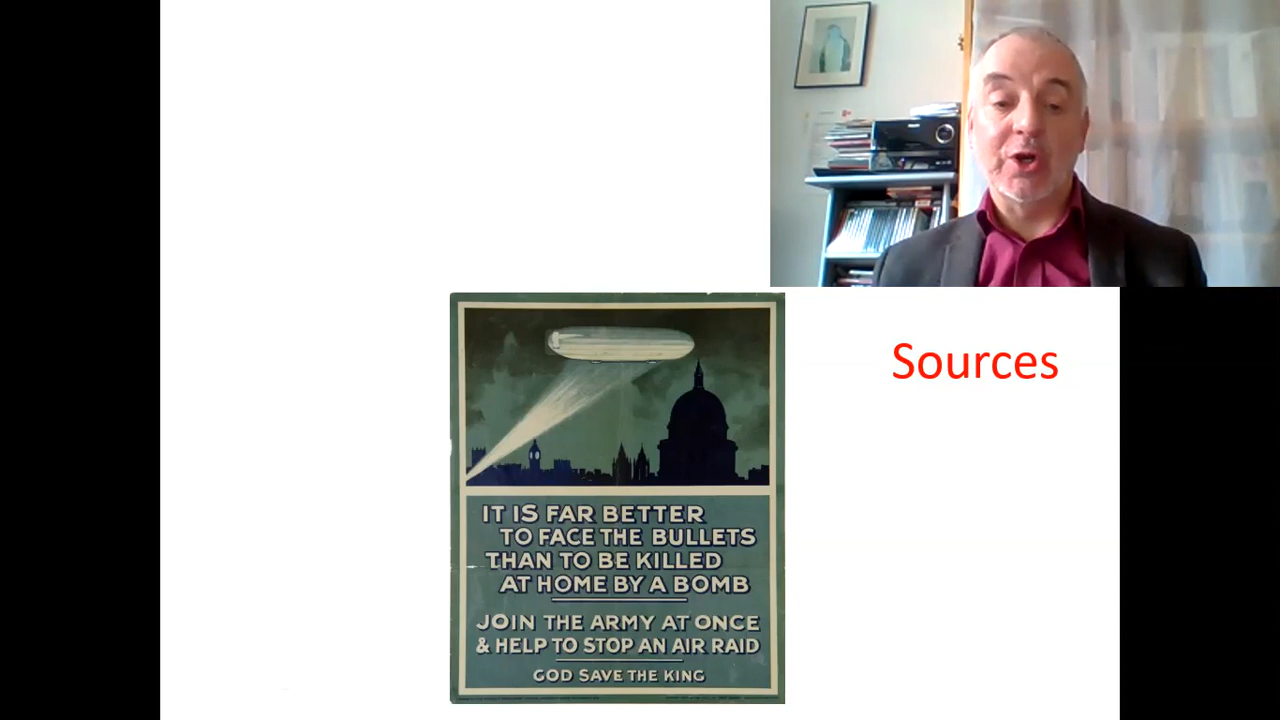 Sources
IT IS FAR BETTER
TO FACE THE BULLETS
THAN TO BE KILLED
AT HOME BY A BOMB
JOIN THE ARMY AT ONCE
& HELP TO STOP AN AIR RAID
GOD SAVE THE KING